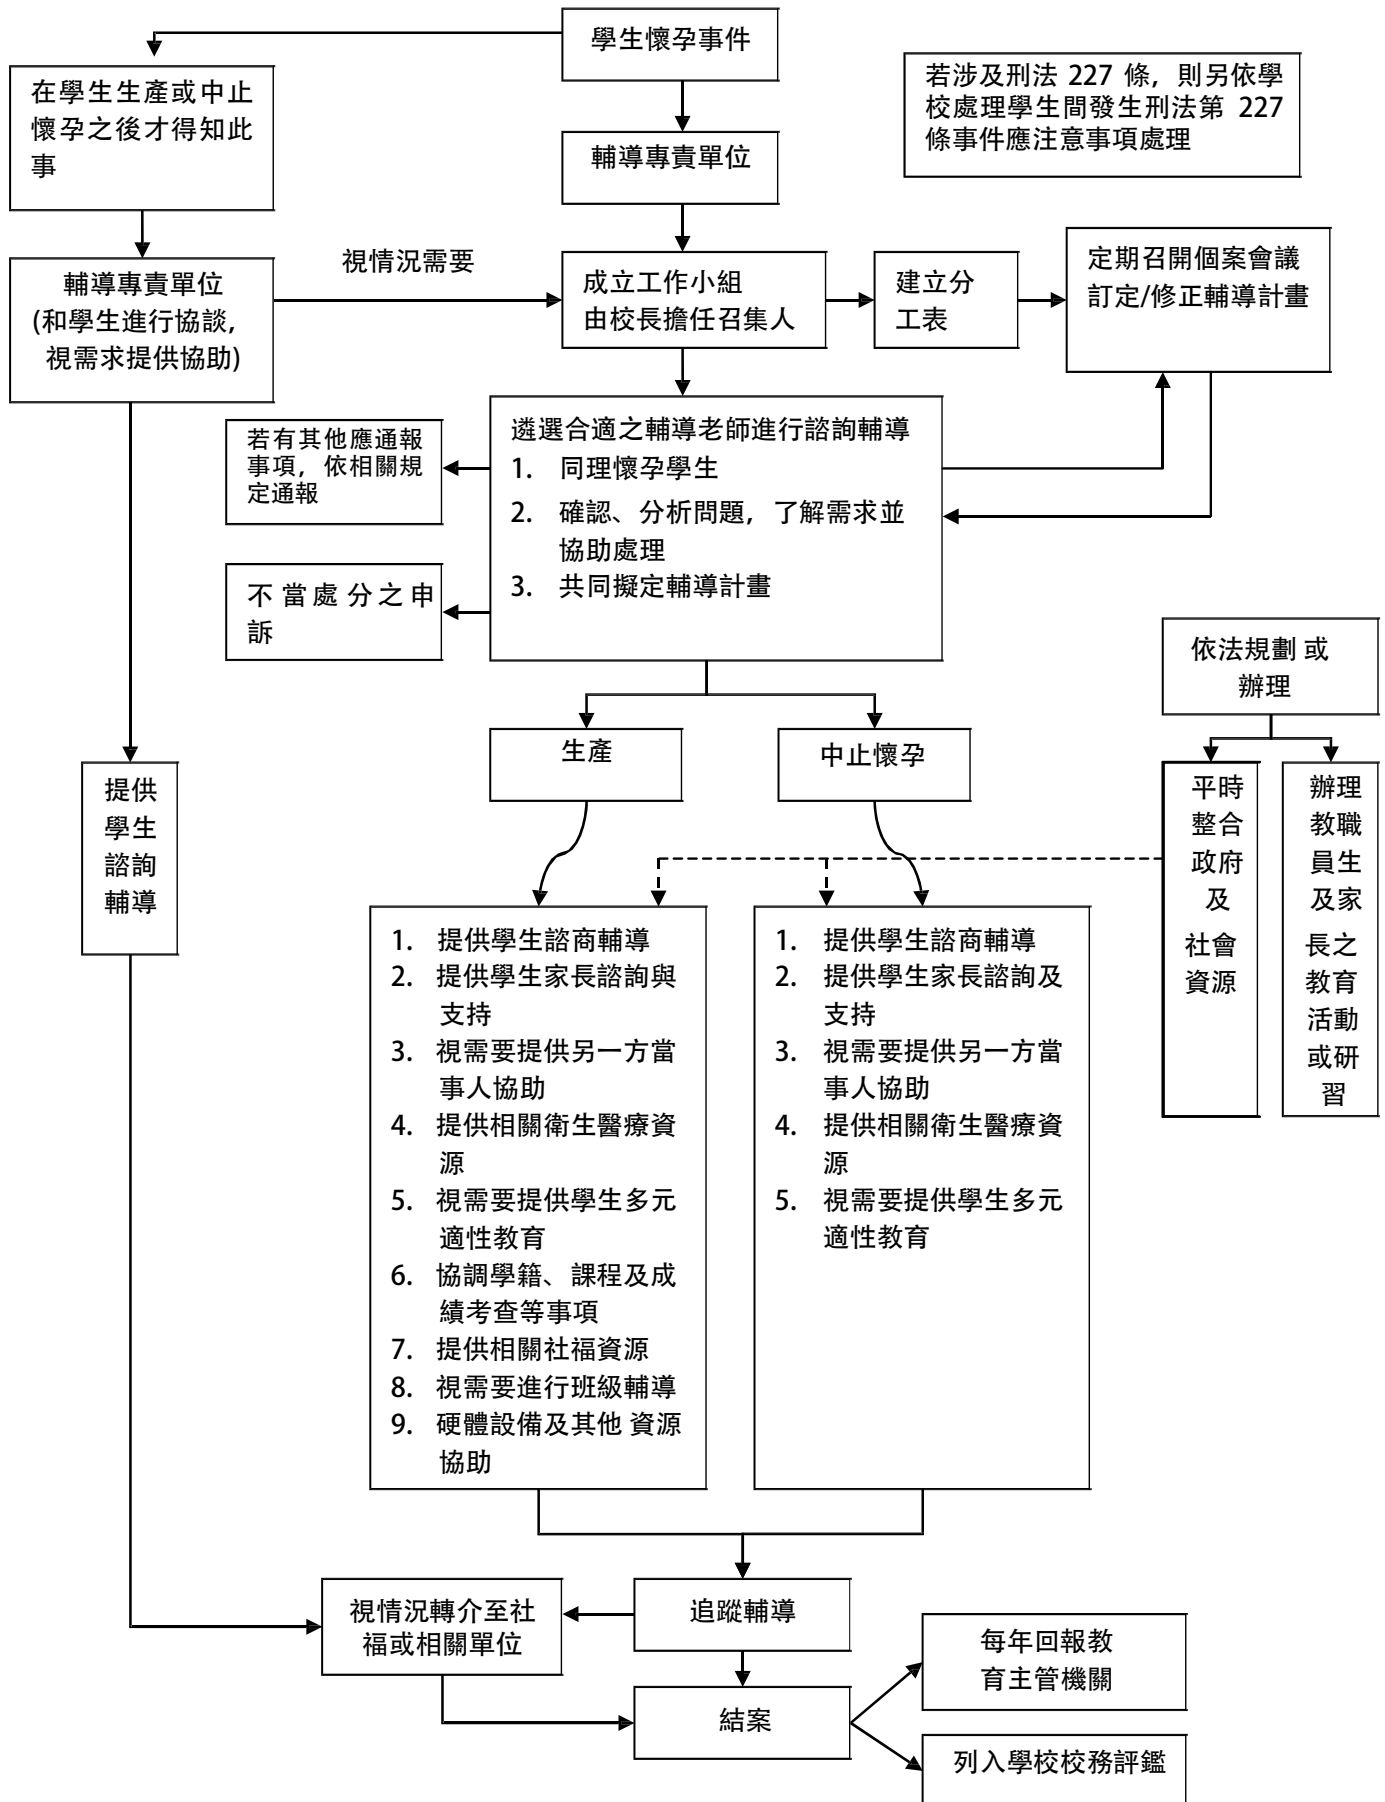 學生懷孕事件
在學生生產或中止
懷孕之後才得知此
事
若涉及刑法 227 條，則另依學
校處理學生間發生刑法第 227
條事件應注意事項處理
輔導專責單位
輔導專責單位
(和學生進行協談，
視需求提供協助)
視情況需要
成立工作小組
由校長擔任召集人
建立分
工表
定期召開個案會議
訂定/修正輔導計畫
若有其他應通報
事項，依相關規
定通報
遴選合適之輔導老師進行諮詢輔導
1. 同理懷孕學生
2. 確認、分析問題，了解需求並
協助處理
3. 共同擬定輔導計畫
不當處分之申
訴
依法規劃 或
辦理
生產
中止懷孕
提供
學生
諮詢
輔導
平時
整合
政府
及
社會
資源
辦理
教職
員生
及家
長之
教育
活動
或研
習
1. 提供學生諮商輔導
2. 提供學生家長諮詢與
支持
3. 視需要提供另一方當
事人協助
4. 提供相關衛生醫療資
源
5. 視需要提供學生多元
適性教育
6. 協調學籍、課程及成
績考查等事項
7. 提供相關社福資源
8. 視需要進行班級輔導
9. 硬體設備及其他 資源
協助
1. 提供學生諮商輔導
2. 提供學生家長諮詢及
支持
3. 視需要提供另一方當
事人協助
4. 提供相關衛生醫療資
源
5. 視需要提供學生多元
適性教育
視情況轉介至社
福或相關單位
追蹤輔導
結案
每年回報教
育主管機關
列入學校校務評鑑